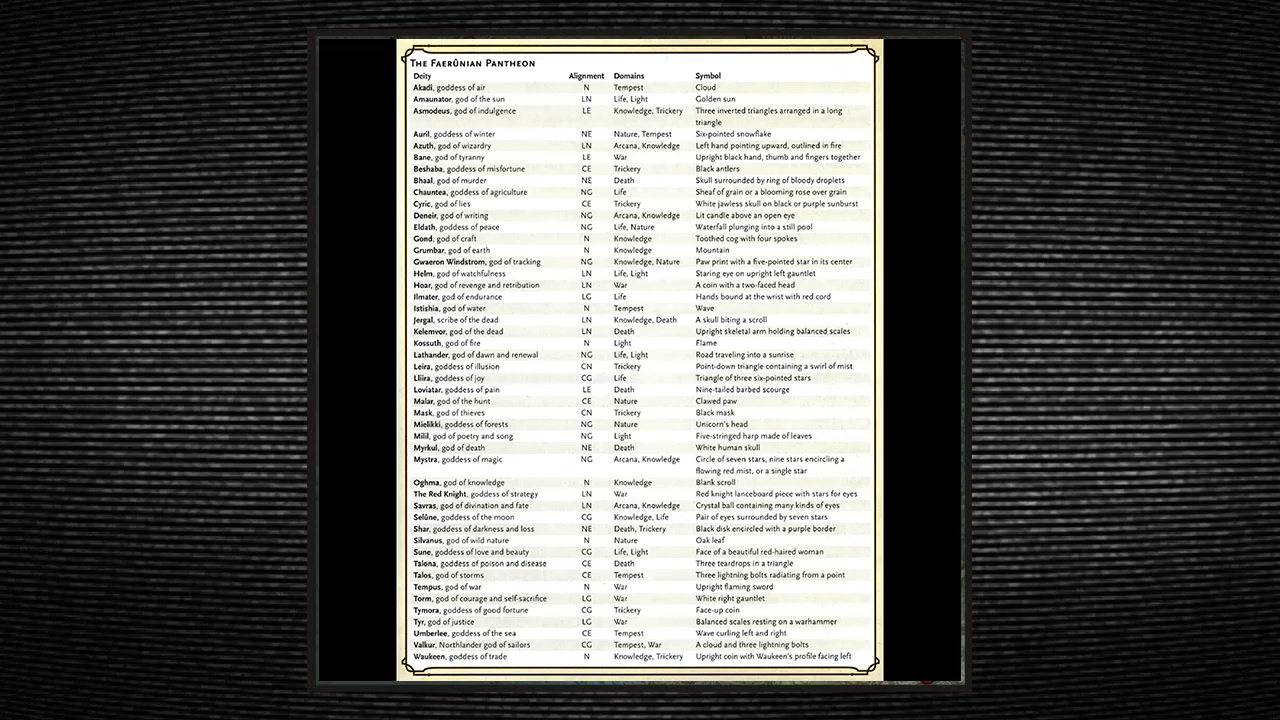 The Faerûnian Pantheon
Deity Alignment Domains Symbol
Akadi, goddess of air N Tempest Cloud
Amaunator, god of the sun LN Life, Light Golden sun
Asmodeus, god of indulgence LE Knowledge, Trickery Three inverted triangles arranged in a long
triangle
Auril, goddess of winter NE Nature, Tempest Six-pointed snowflake
Azuth, god of wizardry LN Arcana, Knowledge Left hand pointing upward, outlined in fire
Bane, god of tyranny LE War Upright black hand, thumb and fingers together
Beshaba, goddess of misfortune CE Trickery Black antlers
Bhaal, god of murder NE Death Skull surrounded by ring of bloody droplets
Chauntea, goddess of agriculture NG Life Sheaf of grain or a blooming rose over grain
Cyric, god of lies CE Trickery White jawless skull on black or purple sunburst
Deneir, god of writing NG Arcana, Knowledge Lit candle above an open eye
Eldath, goddess of peace NG Life, Nature Waterfall plunging into a still pool
Gond, god of craft N Knowledge Toothed cog with four spokes
Grumbar, god of earth N Knowledge Mountain
Gwaeron Windstrom, god of tracking NG Knowledge, Nature Paw print with a five-pointed star in its center
Helm, god of watchfulness LN Life, Light Staring eye on upright left gauntlet
Hoar, god of revenge and retribution LN War A coin with a two-faced head
Ilmater, god of endurance LG Life Hands bound at the wrist with red cord
Istishia, god of water N Tempest Wave
Jergal, scribe of the dead LN Knowledge, Death A skull biting a scroll
Kelemvor, god of the dead LN Death Upright skeletal arm holding balanced scales
Kossuth, god of fire N Light Flame
Lathander, god of dawn and renewal NG Life, Light Road traveling into a sunrise
Leira, goddess of illusion CN Trickery Point-down triangle containing a swirl of mist
Lliira, goddess of joy CG Life Triangle of three six-pointed stars
Loviatar, goddess of pain LE Death Nine-tailed barbed scourge
Malar, god of the hunt CE Nature Clawed paw
Mask, god of thieves CN Trickery Black mask
Mielikki, goddess of forests NG Nature Unicorn's head
Milil, god of poetry and song NG Light Five-stringed harp made of leaves
Myrkul, god of death NE Death White human skull
Mystra, goddess of magic NG Arcana, Knowledge Circle of seven stars, nine stars encircling a
flowing red mist, or a single star
Oghma, god of knowledge N Knowledge Blank scroll
The Red Knight, goddess of strategy LN War Red knight lanceboard piece with stars for eyes
Savras, god of divination and fate LN Arcana, Knowledge Crystal ball containing many kinds of eyes
Selûne, goddess of the moon CG Knowledge, Life Pair of eyes surrounded by seven stars
Shar, goddess of darkness and loss NE Death, Trickery Black disk encircled with a purple border
Silvanus, god of wild nature N Nature Oak leaf
Sune, goddess of love and beauty CG Life, Light Face of a beautiful red-haired woman
Talona, goddess of poison and disease CE Death Three teardrops in a triangle
Talos, god of storms CE Tempest Three lightning bolts radiating from a point
Tempus, god of war N War Upright flaming sword
Torm, god of courage and self-sacrifice LG War White right gauntlet
Tymora, goddess of good fortune CG Trickery Face-up coin
Tyr, god of justice LG War Balanced scales resting on a warhammer
Umberlee, goddess of the sea CE Tempest Wave curling left and right
Valkur, Northlander god of sailors CG Tempest, War A cloud and three lightning bolts
Waukeen, goddess of trade N Knowledge, Trickery Upright coin with Waukeen's profile facing left